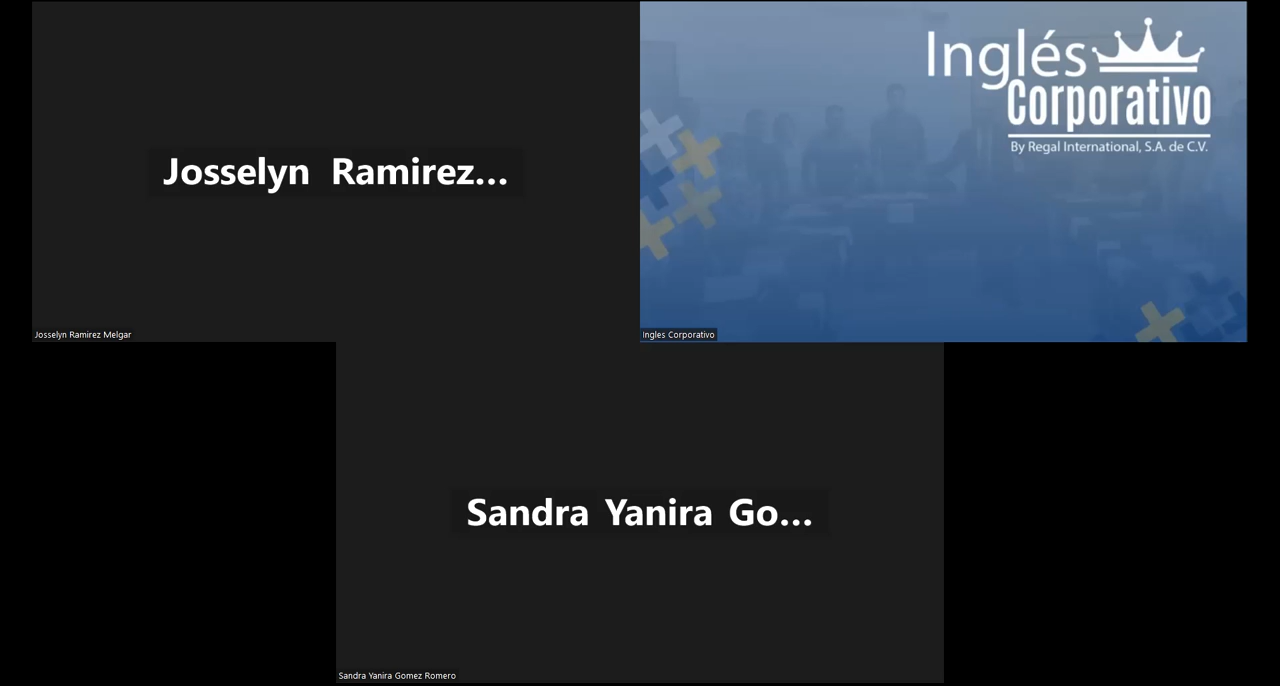 Josselyn Ramirez...
Josselyn Ramirez Melgar
Inglés
Corporativo
By Regal International, S.A. de C.V.
Ingles Corporativo
Sandra Yanira Go...
Sandra Yanira Gomez Romero